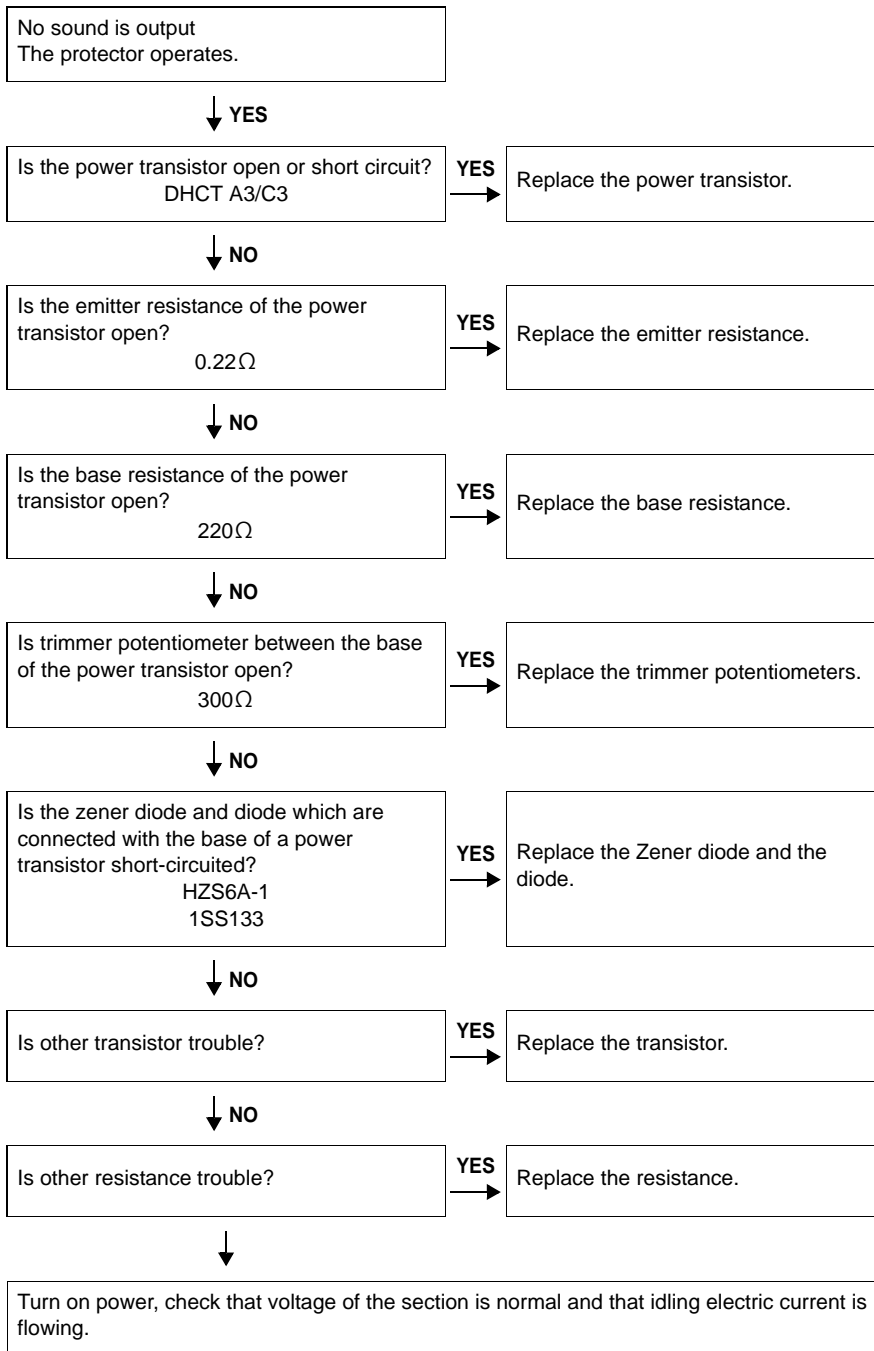 No sound is output
The protector operates.
YES
Is the power transistor open or short circuit?
DHCT A3/C3
YES
Replace the power transistor.
NO
Is the emitter resistance of the power
transistor open?
0.22Ω
YES
Replace the emitter resistance.
NO
Is the base resistance of the power
transistor open?
220Ω
YES
Replace the base resistance.
NO
Is trimmer potentiometer between the base
of the power transistor open?
300Ω
YES
Replace the trimmer potentiometers.
NO
Is the zener diode and diode which are
connected with the base of a power
transistor short-circuited?
HZS6A-1
1SS133
YES
Replace the Zener diode and the
diode.
NO
Is other transistor trouble?
YES
Replace the transistor.
NO
Is other resistance trouble?
YES
Replace the resistance.
Turn on power, check that voltage of the section is normal and that idling electric current is
flowing.